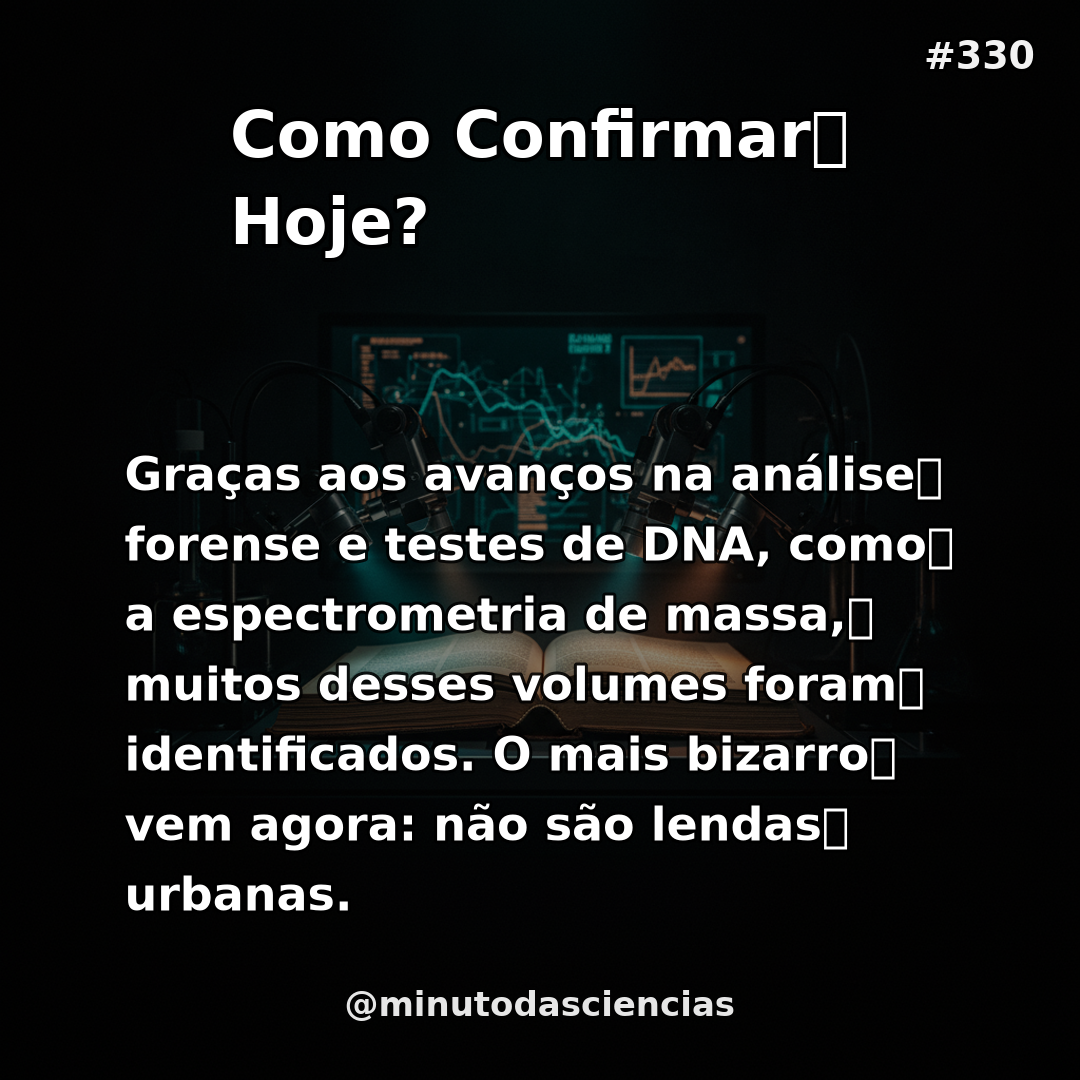 #330
Como Confirmar▯
Hoje?
Graças aos avanços na análise▯
forense e testes de DNA, como▯
a espectrometria de massa,▯
muitos desses volumes foram▯
identificados. O mais bizarro▯
vem agora: não são lendas▯
urbanas.
@minutodasciencias